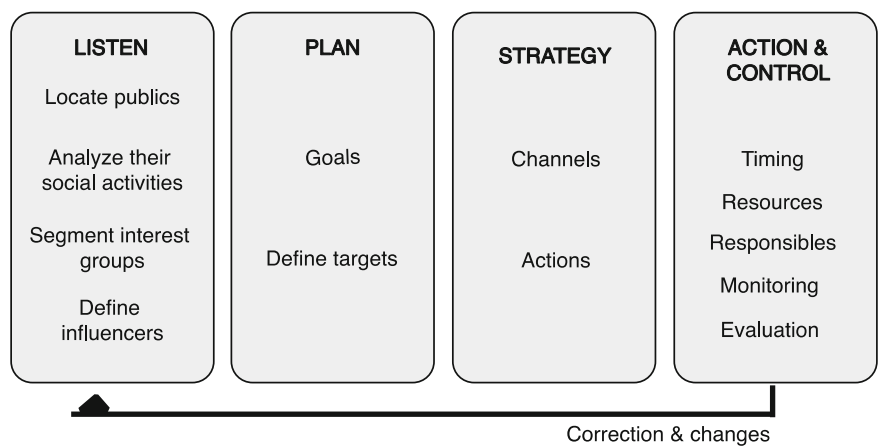 LISTEN
Locate publics
Analyze their
social activities
Segment interest
groups
Define
influencers
PLAN
Goals
Define targets
STRATEGY
Channels
Actions
ACTION &
CONTROL
Timing
Resources
Responsibles
Monitoring
Evaluation
Correction & changes